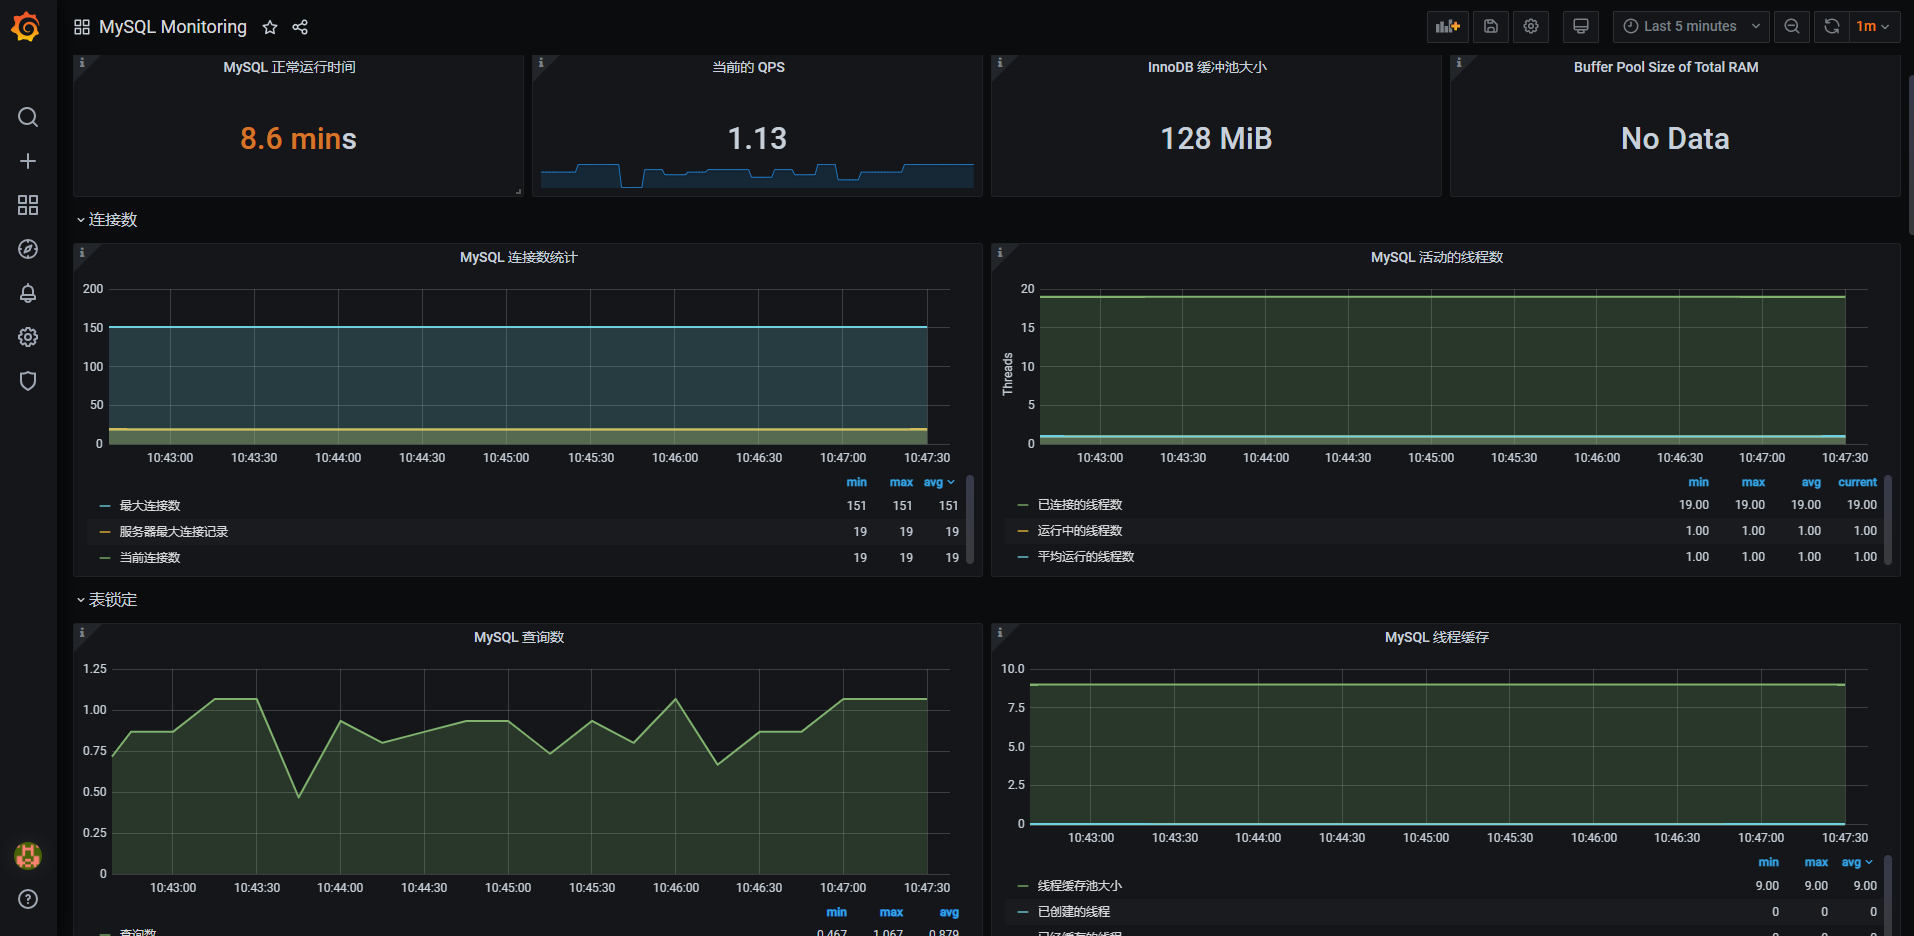 MySQL Monitoring
Last 5 minutes
1m
MySQL 正常运行时间
8.6 mins
当前的 QPS
1.13
InnoDB 缓冲池大小
128 MiB
Buffer Pool Size of Total RAM
No Data
连接数
MySQL 连接数统计
200
150
100
50
0
10:43:00 10:43:30 10:44:00 10:44:30 10:45:00 10:45:30 10:46:00 10:46:30 10:47:00 10:47:30
min max avg
最大连接数 151 151 151
服务器最大连接记录 19 19 19
当前连接数 19 19 19
MySQL 活动的线程数
Threads
20
15
10
5
0
10:43:00 10:43:30 10:44:00 10:44:30 10:45:00 10:45:30 10:46:00 10:46:30 10:47:00 10:47:30
min max avg current
已连接的线程数 19.00 19.00 19.00 19.00
运行中的线程数 1.00 1.00 1.00 1.00
平均运行的线程数 1.00 1.00 1.00 1.00
表锁定
MySQL 查询数
1.25
1.00
0.75
0.50
0.25
0
10:43:00 10:43:30 10:44:00 10:44:30 10:45:00 10:45:30 10:46:00 10:46:30 10:47:00 10:47:30
min max avg
查询数 0.467 1.067 0.879
MySQL 线程缓存
10.0
7.5
5.0
2.5
0
10:43:00 10:43:30 10:44:00 10:44:30 10:45:00 10:45:30 10:46:00 10:46:30 10:47:00 10:47:30
min max avg
线程缓存池大小 9.00 9.00 9.00
已创建的线程 0 0 0
已经缓存的线程 0 0 0